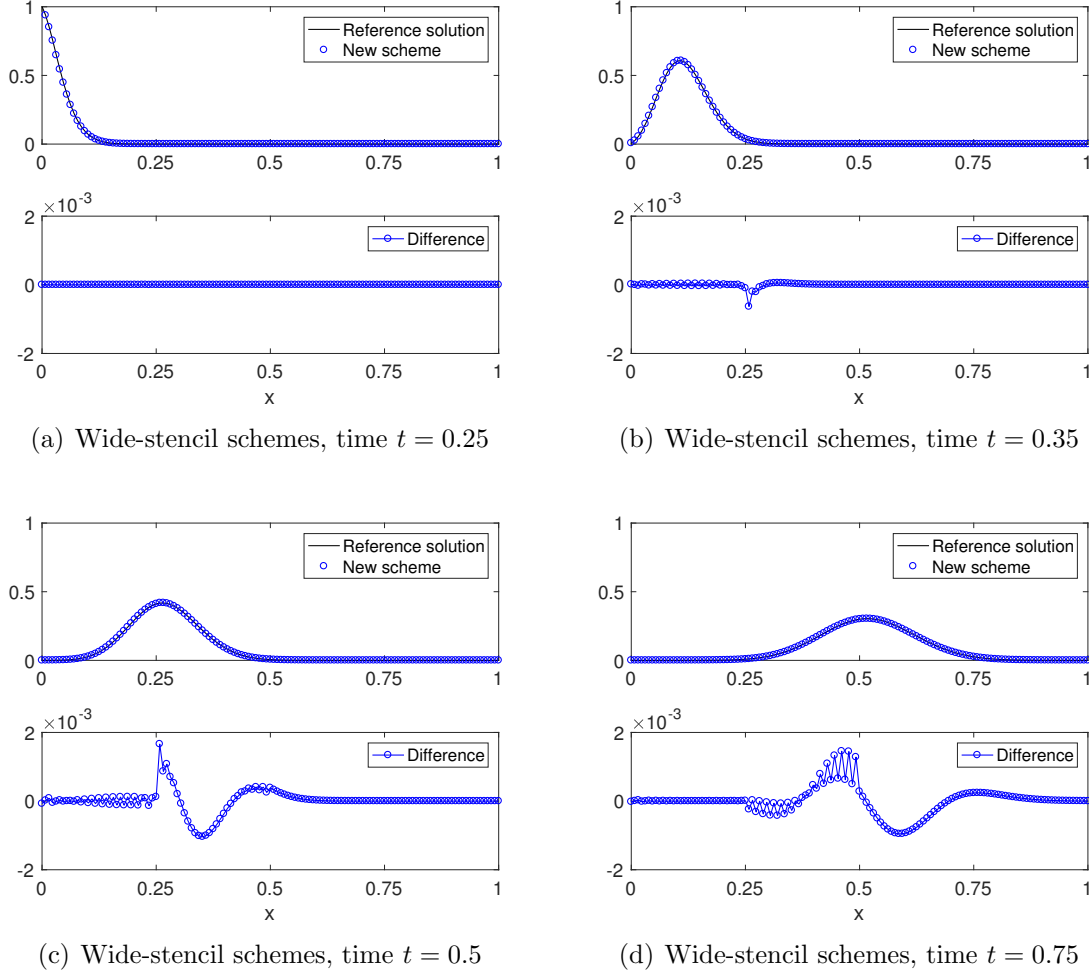 1
0.5
0
Reference solution
New scheme
0 0.25 0.5 0.75 1
×10⁻³
2
0
-2
Difference
0 0.25 0.5 0.75 1
1
0.5
0
Reference solution
New scheme
0 0.25 0.5 0.75 1
×10⁻³
2
0
-2
Difference
0 0.25 0.5 0.75 1
x
(a) Wide-stencil schemes, time t = 0.25
(b) Wide-stencil schemes, time t = 0.35
1
0.5
0
Reference solution
New scheme
0 0.25 0.5 0.75 1
×10⁻³
2
0
-2
Difference
0 0.25 0.5 0.75 1
x
1
0.5
0
Reference solution
New scheme
0 0.25 0.5 0.75 1
×10⁻³
2
0
-2
Difference
0 0.25 0.5 0.75 1
x
(c) Wide-stencil schemes, time t = 0.5
(d) Wide-stencil schemes, time t = 0.75